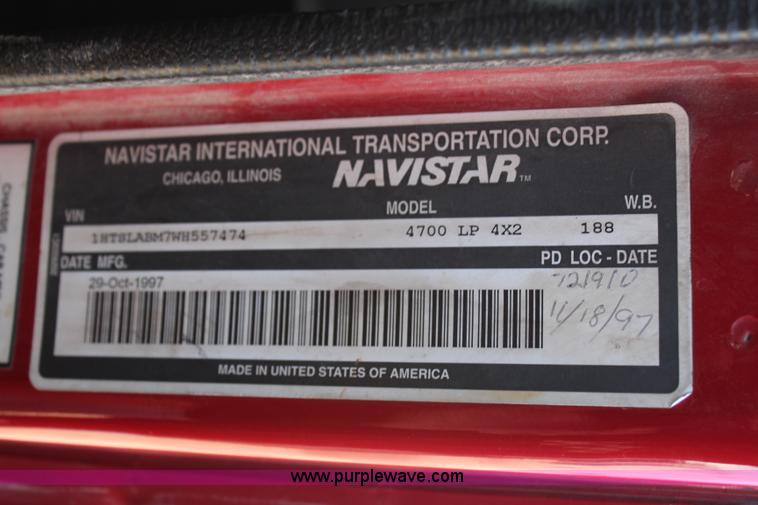 NAVISTAR INTERNATIONAL TRANSPORTATION CORP.
CHICAGO, ILLINOIS NAVISTAR TM
VIN MODEL W.B.
1HTSLABM7WH557474 4700 LP 4X2 188
DATE MFG. PD LOC - DATE
29-Oct-1997 721910
11/18/97
MADE IN UNITED STATES OF AMERICA
www.purplewave.com